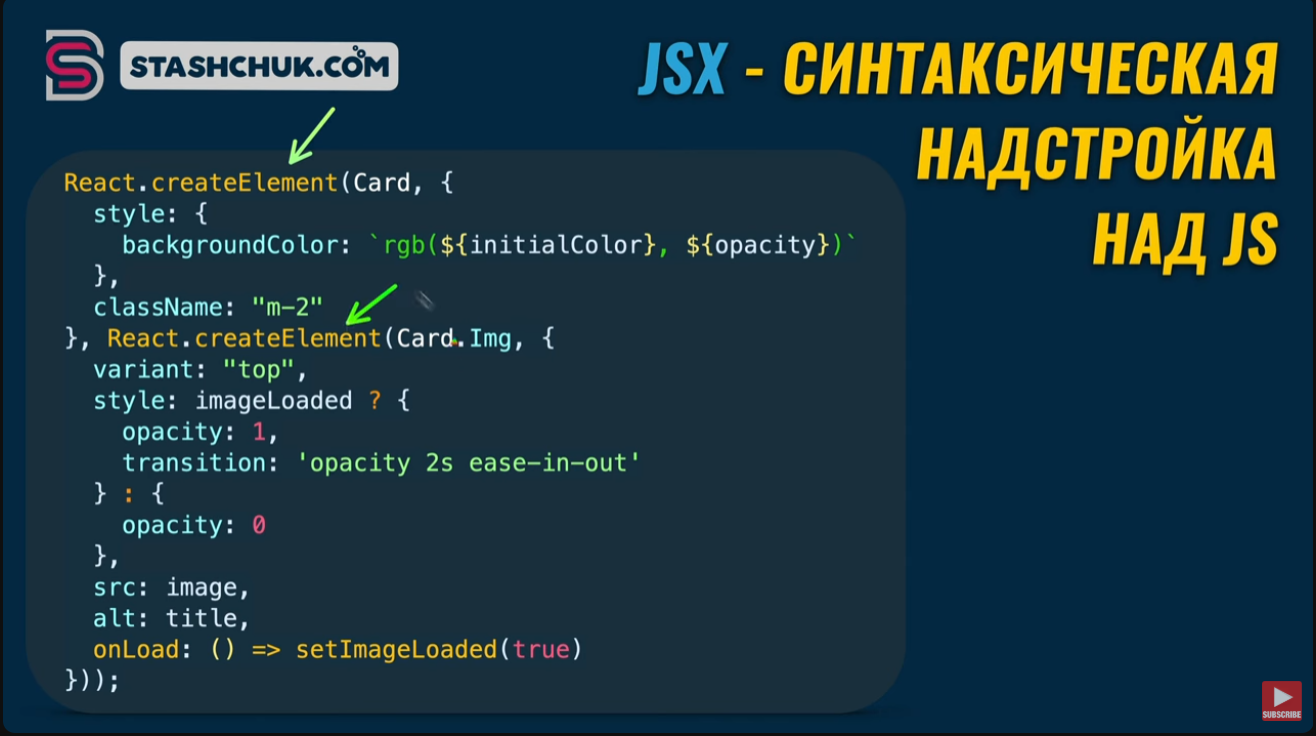 STASHCHUK.COM
JSX - СИНТАКСИЧЕСКАЯ
НАДСТРОЙКА
НАД JS
React.createElement(Card, {
  style: {
    backgroundColor: `rgb(${initialColor}, ${opacity})`
  },
  className: "m-2"
}, React.createElement(Card.Img, {
  variant: "top",
  style: imageLoaded ? {
    opacity: 1,
    transition: 'opacity 2s ease-in-out'
  } : {
    opacity: 0
  },
  src: image,
  alt: title,
  onLoad: () => setImageLoaded(true)
}));
SUBSCRIBE